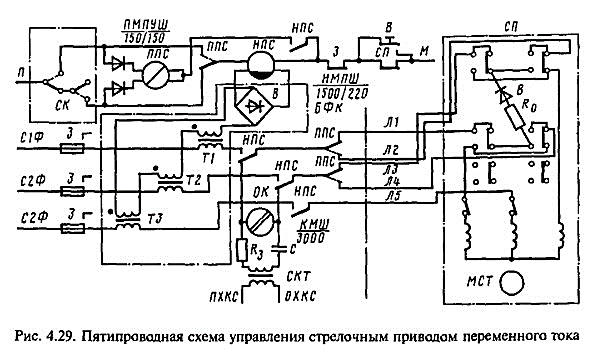 ПМПУШ
150/150
ППС
ППС
НПС
НПС
В
СП
З
М
СП
П
СК
НМПШ
1500/220
В
БФК
В
R0
С1Ф
З
Т1
НПС
ППС
Л1
Л2
С2Ф
З
Т2
ППС
Л3
Л4
НПС
ОК
НПС
Л5
С2Ф
З
Т3
КМШ
3000
R3
С
СКТ
ПХКС
ОХКС
МСТ
Рис. 4.29. Пятипроводная схема управления стрелочным приводом переменного тока